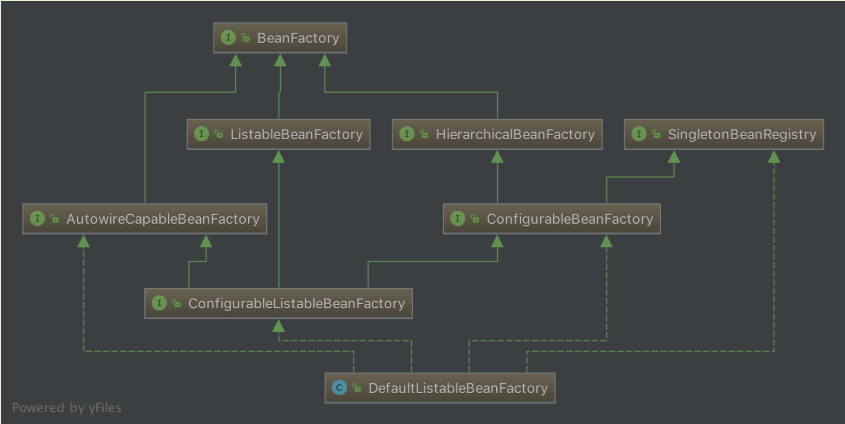 I BeanFactory
I ListableBeanFactory
I HierarchicalBeanFactory
I SingletonBeanRegistry
I AutowireCapableBeanFactory
I ConfigurableBeanFactory
I ConfigurableListableBeanFactory
C DefaultListableBeanFactory
Powered by yFiles